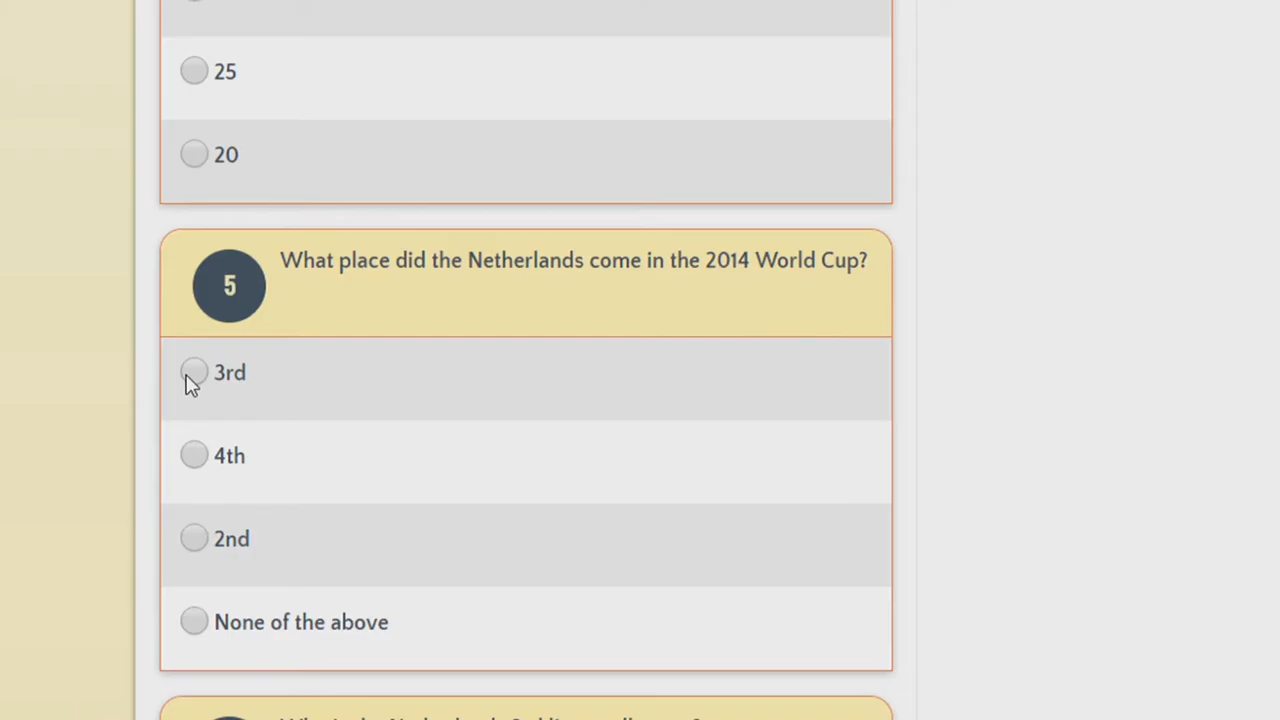 25
20
5
What place did the Netherlands come in the 2014 World Cup?
3rd
4th
2nd
None of the above